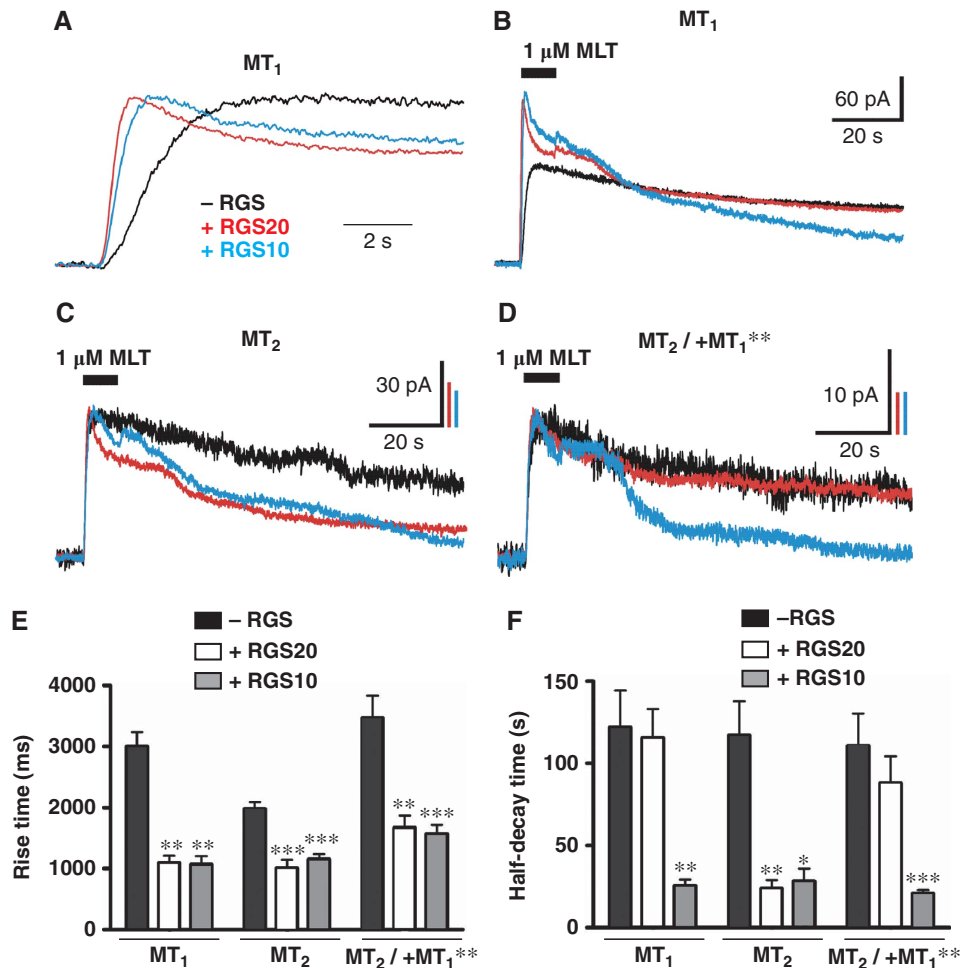 A
MT₁
– RGS
+ RGS20
+ RGS10
2 s
B
MT₁
1 µM MLT
60 pA
20 s
C
MT₂
1 µM MLT
30 pA
20 s
D
MT₂ / +MT₁**
1 µM MLT
10 pA
20 s
E
– RGS
+ RGS20
+ RGS10
Rise time (ms)
4000
3000
2000
1000
0
** **
*** ***
** ***
MT₁ MT₂ MT₂ / +MT₁**
F
–RGS
+ RGS20
+ RGS10
Half-decay time (s)
150
100
50
0
**
** *
***
MT₁ MT₂ MT₂ / +MT₁**